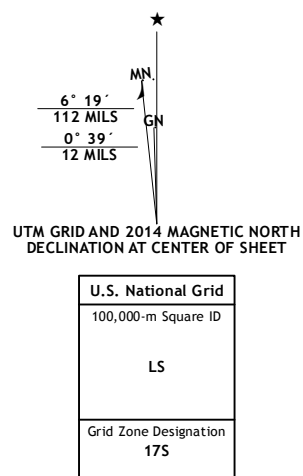 ★
MN.
6° 19´
112 MILS
GN
0° 39´
12 MILS
UTM GRID AND 2014 MAGNETIC NORTH
DECLINATION AT CENTER OF SHEET
U.S. National Grid
100,000-m Square ID
LS
Grid Zone Designation
17S